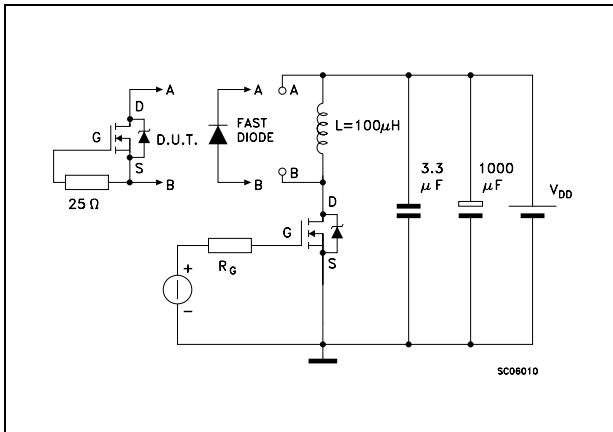 A
A
A
D
G
D.U.T.
S
FAST
DIODE
L=100μH
B
B
B
25 Ω
3.3
μF
1000
μF
VDD
D
G
S
RG
+
−
SC06010